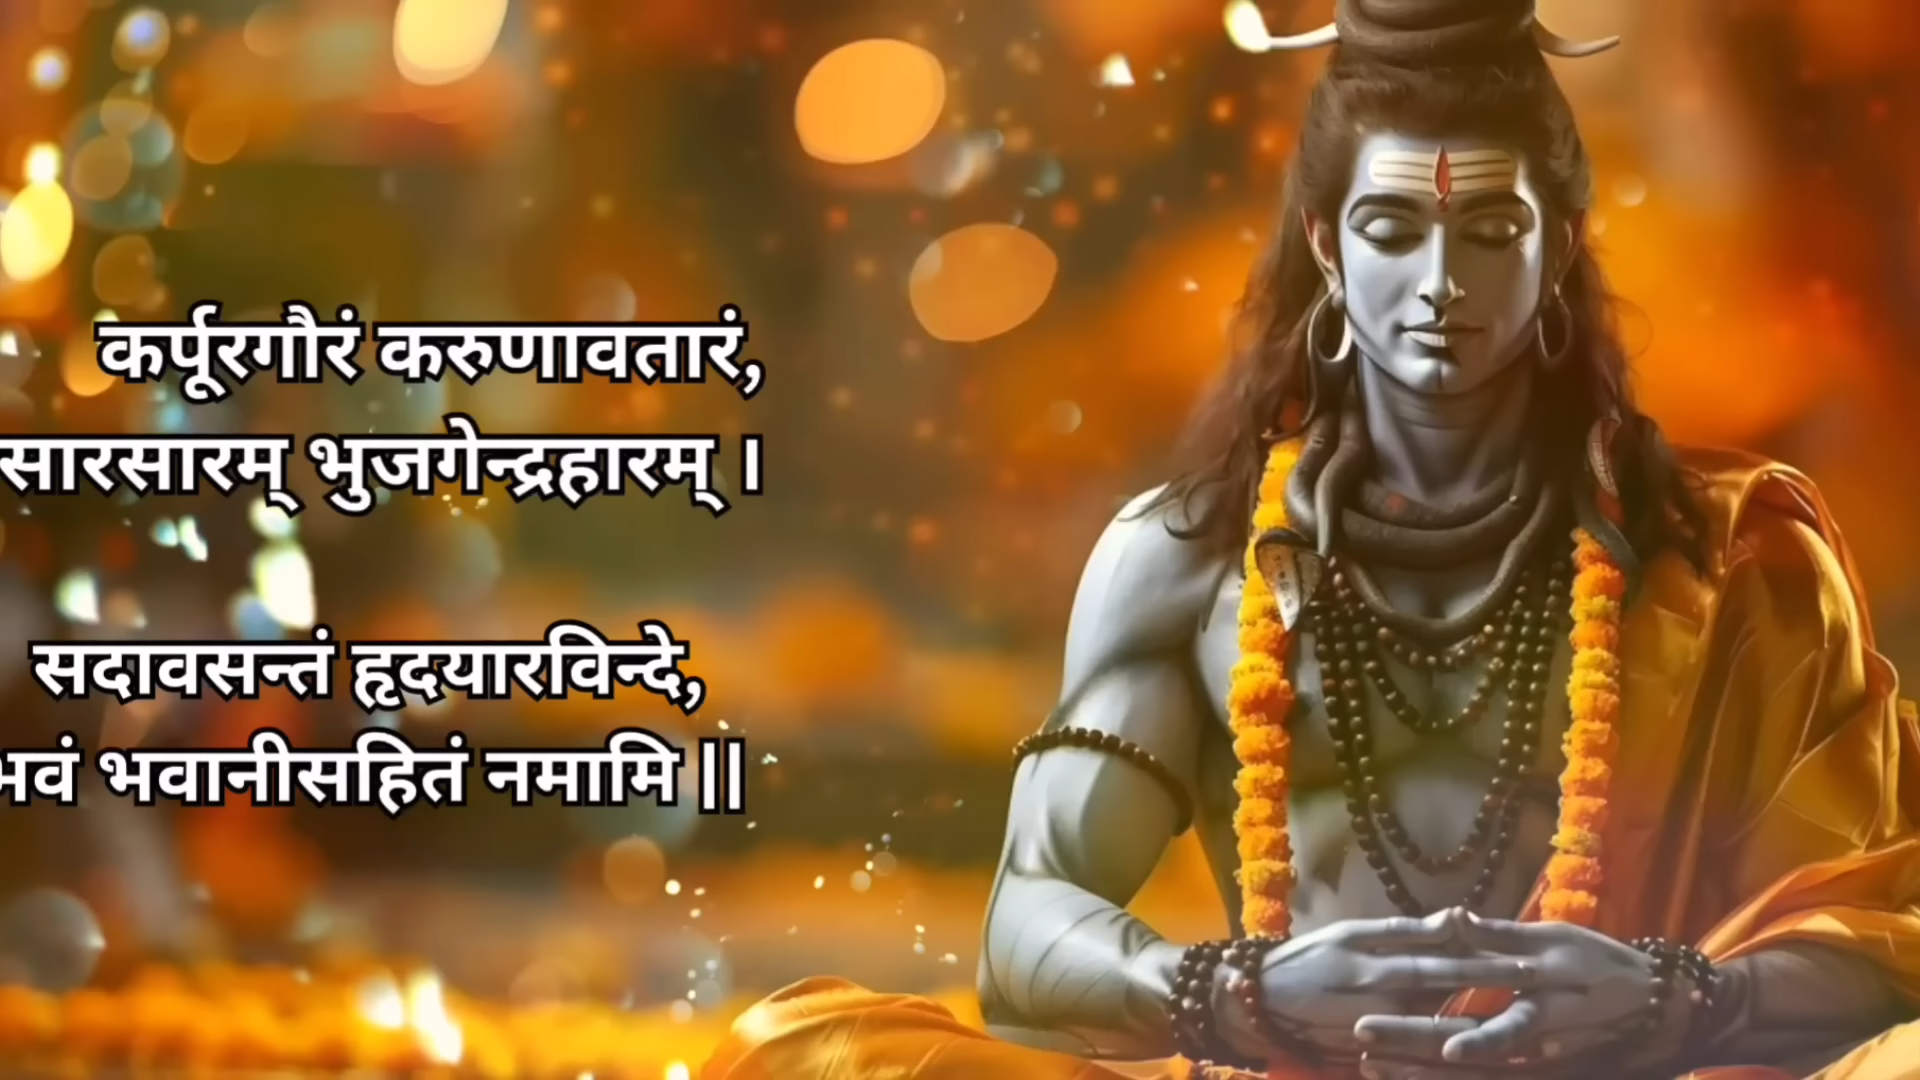 कर्पूरगौरं करुणावतारं,
सारसारम् भुजगेन्द्रहारम् ।
सदावसन्तं हृदयारविन्दे,
भवं भवानीसहितं नमामि ||